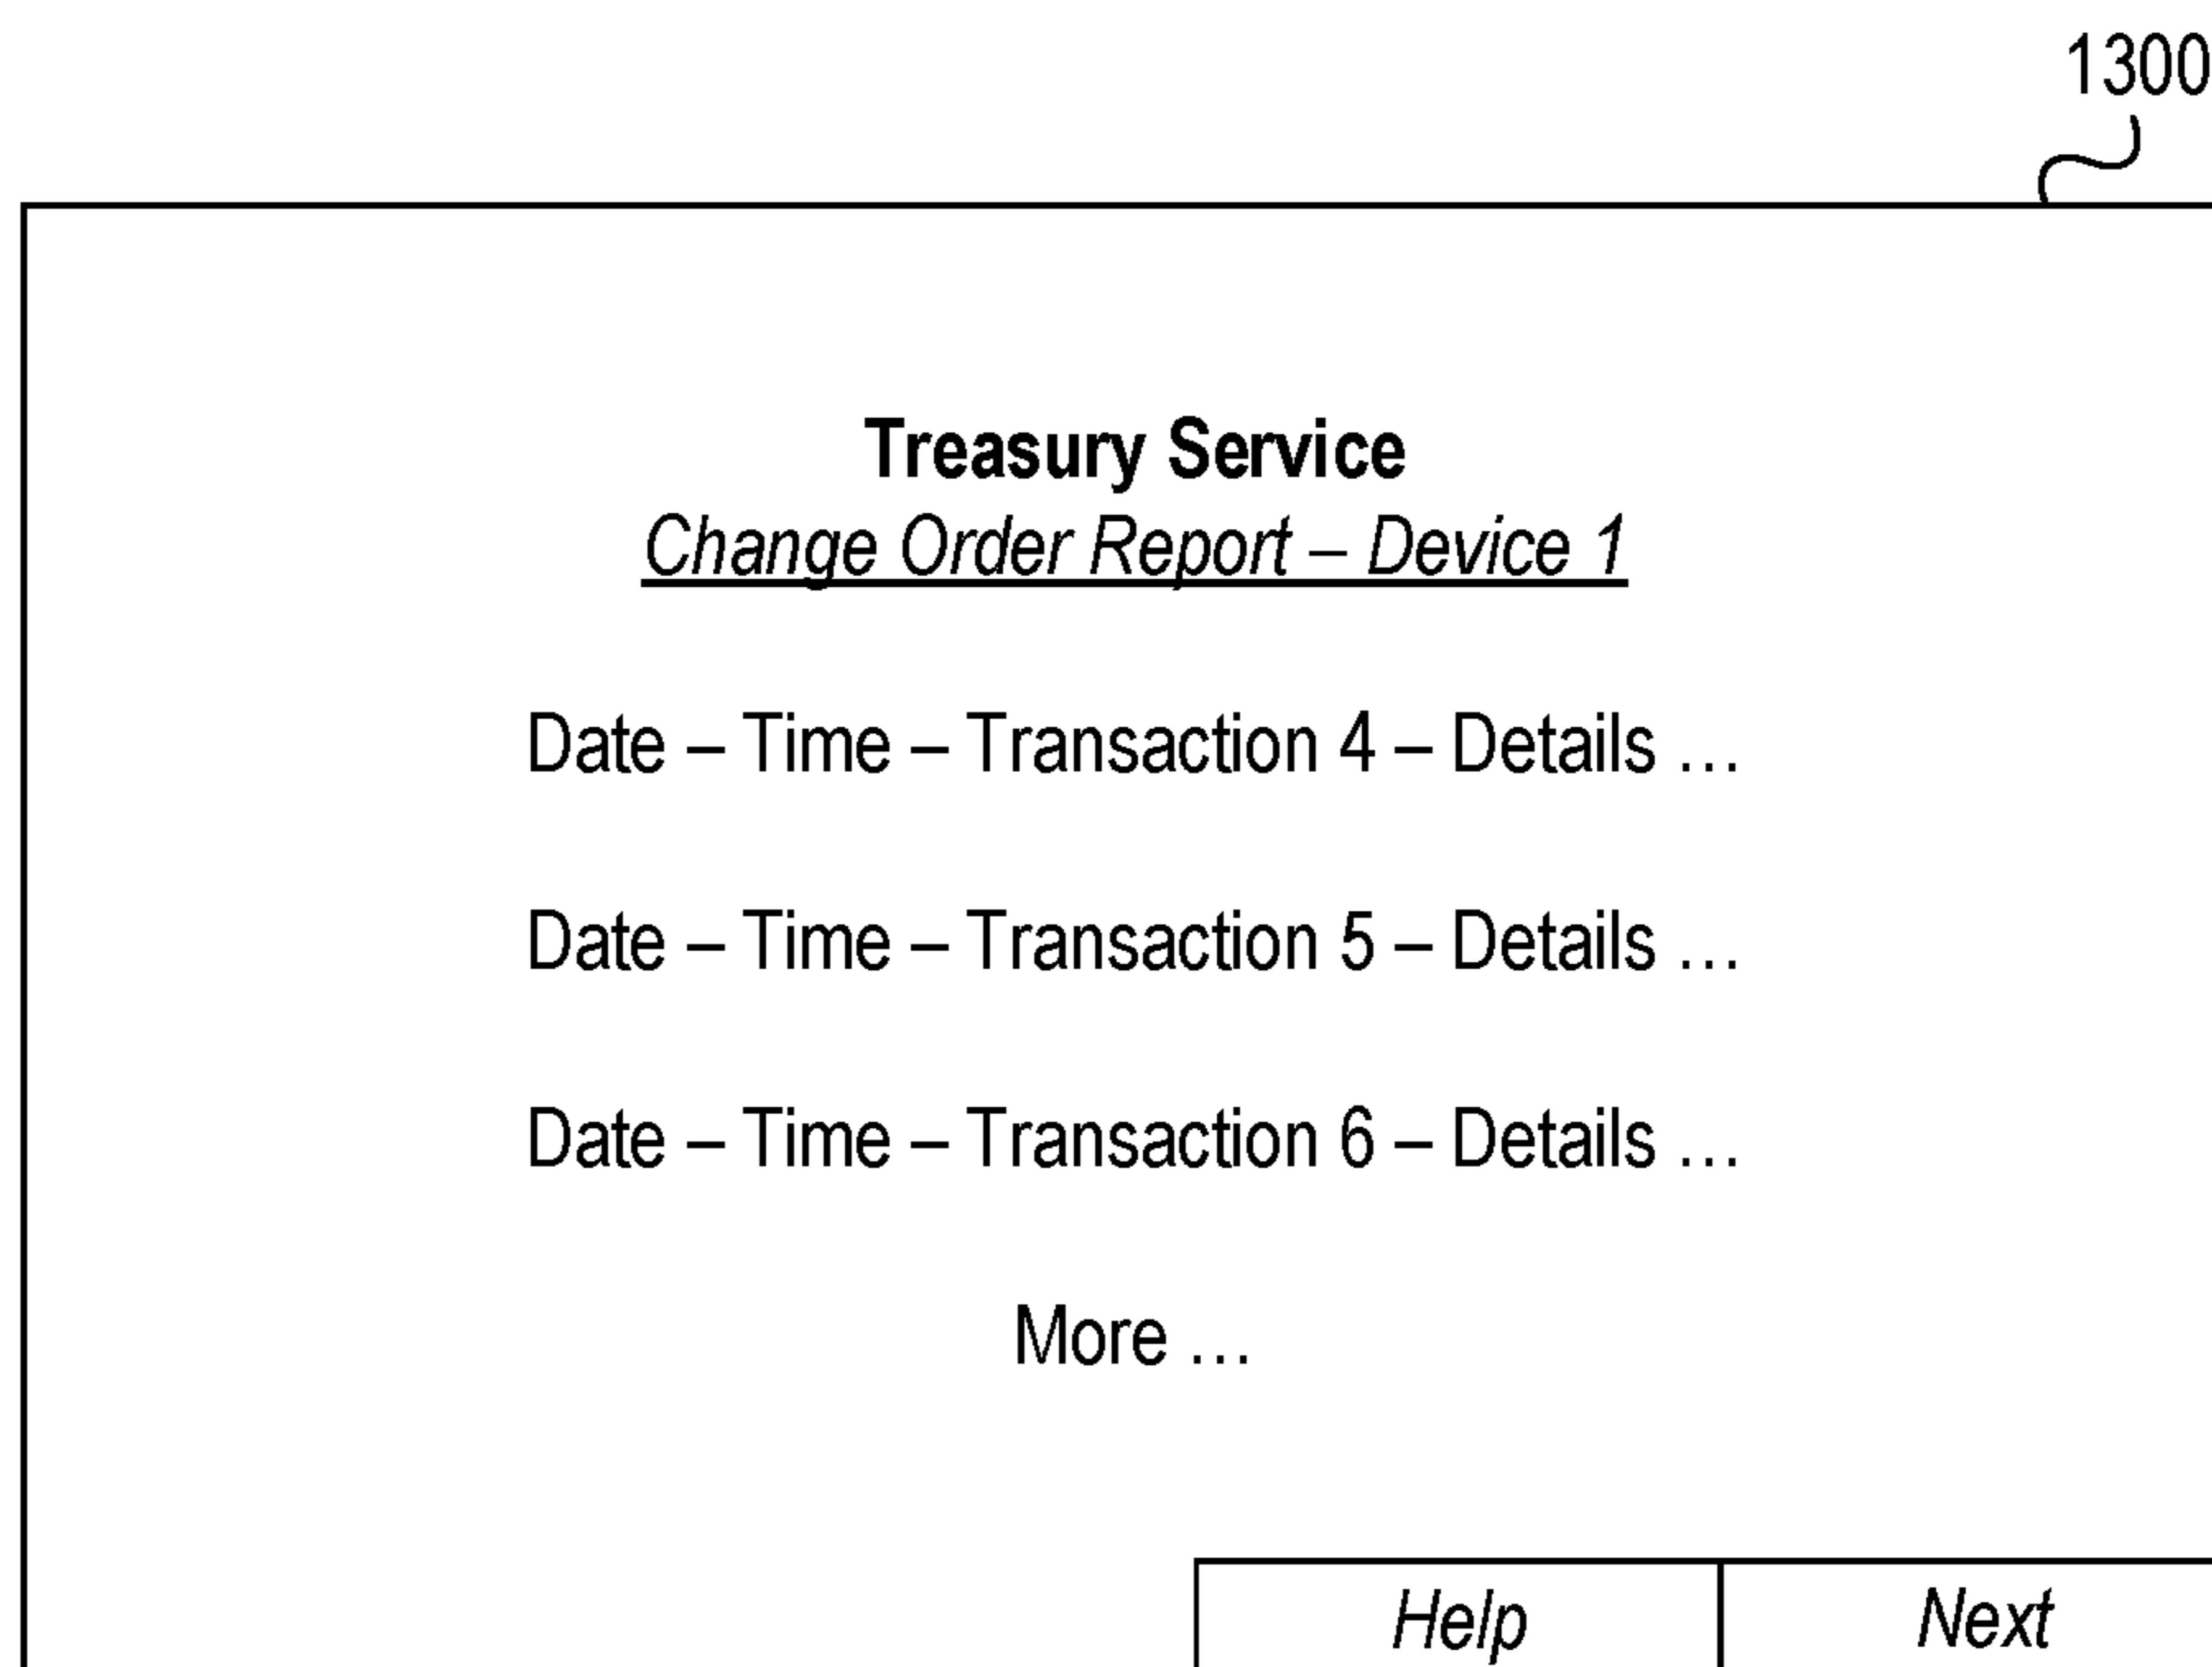 1300
Treasury Service
Change Order Report – Device 1
Date – Time – Transaction 4 – Details ...
Date – Time – Transaction 5 – Details ...
Date – Time – Transaction 6 – Details ...
More ...
Help
Next